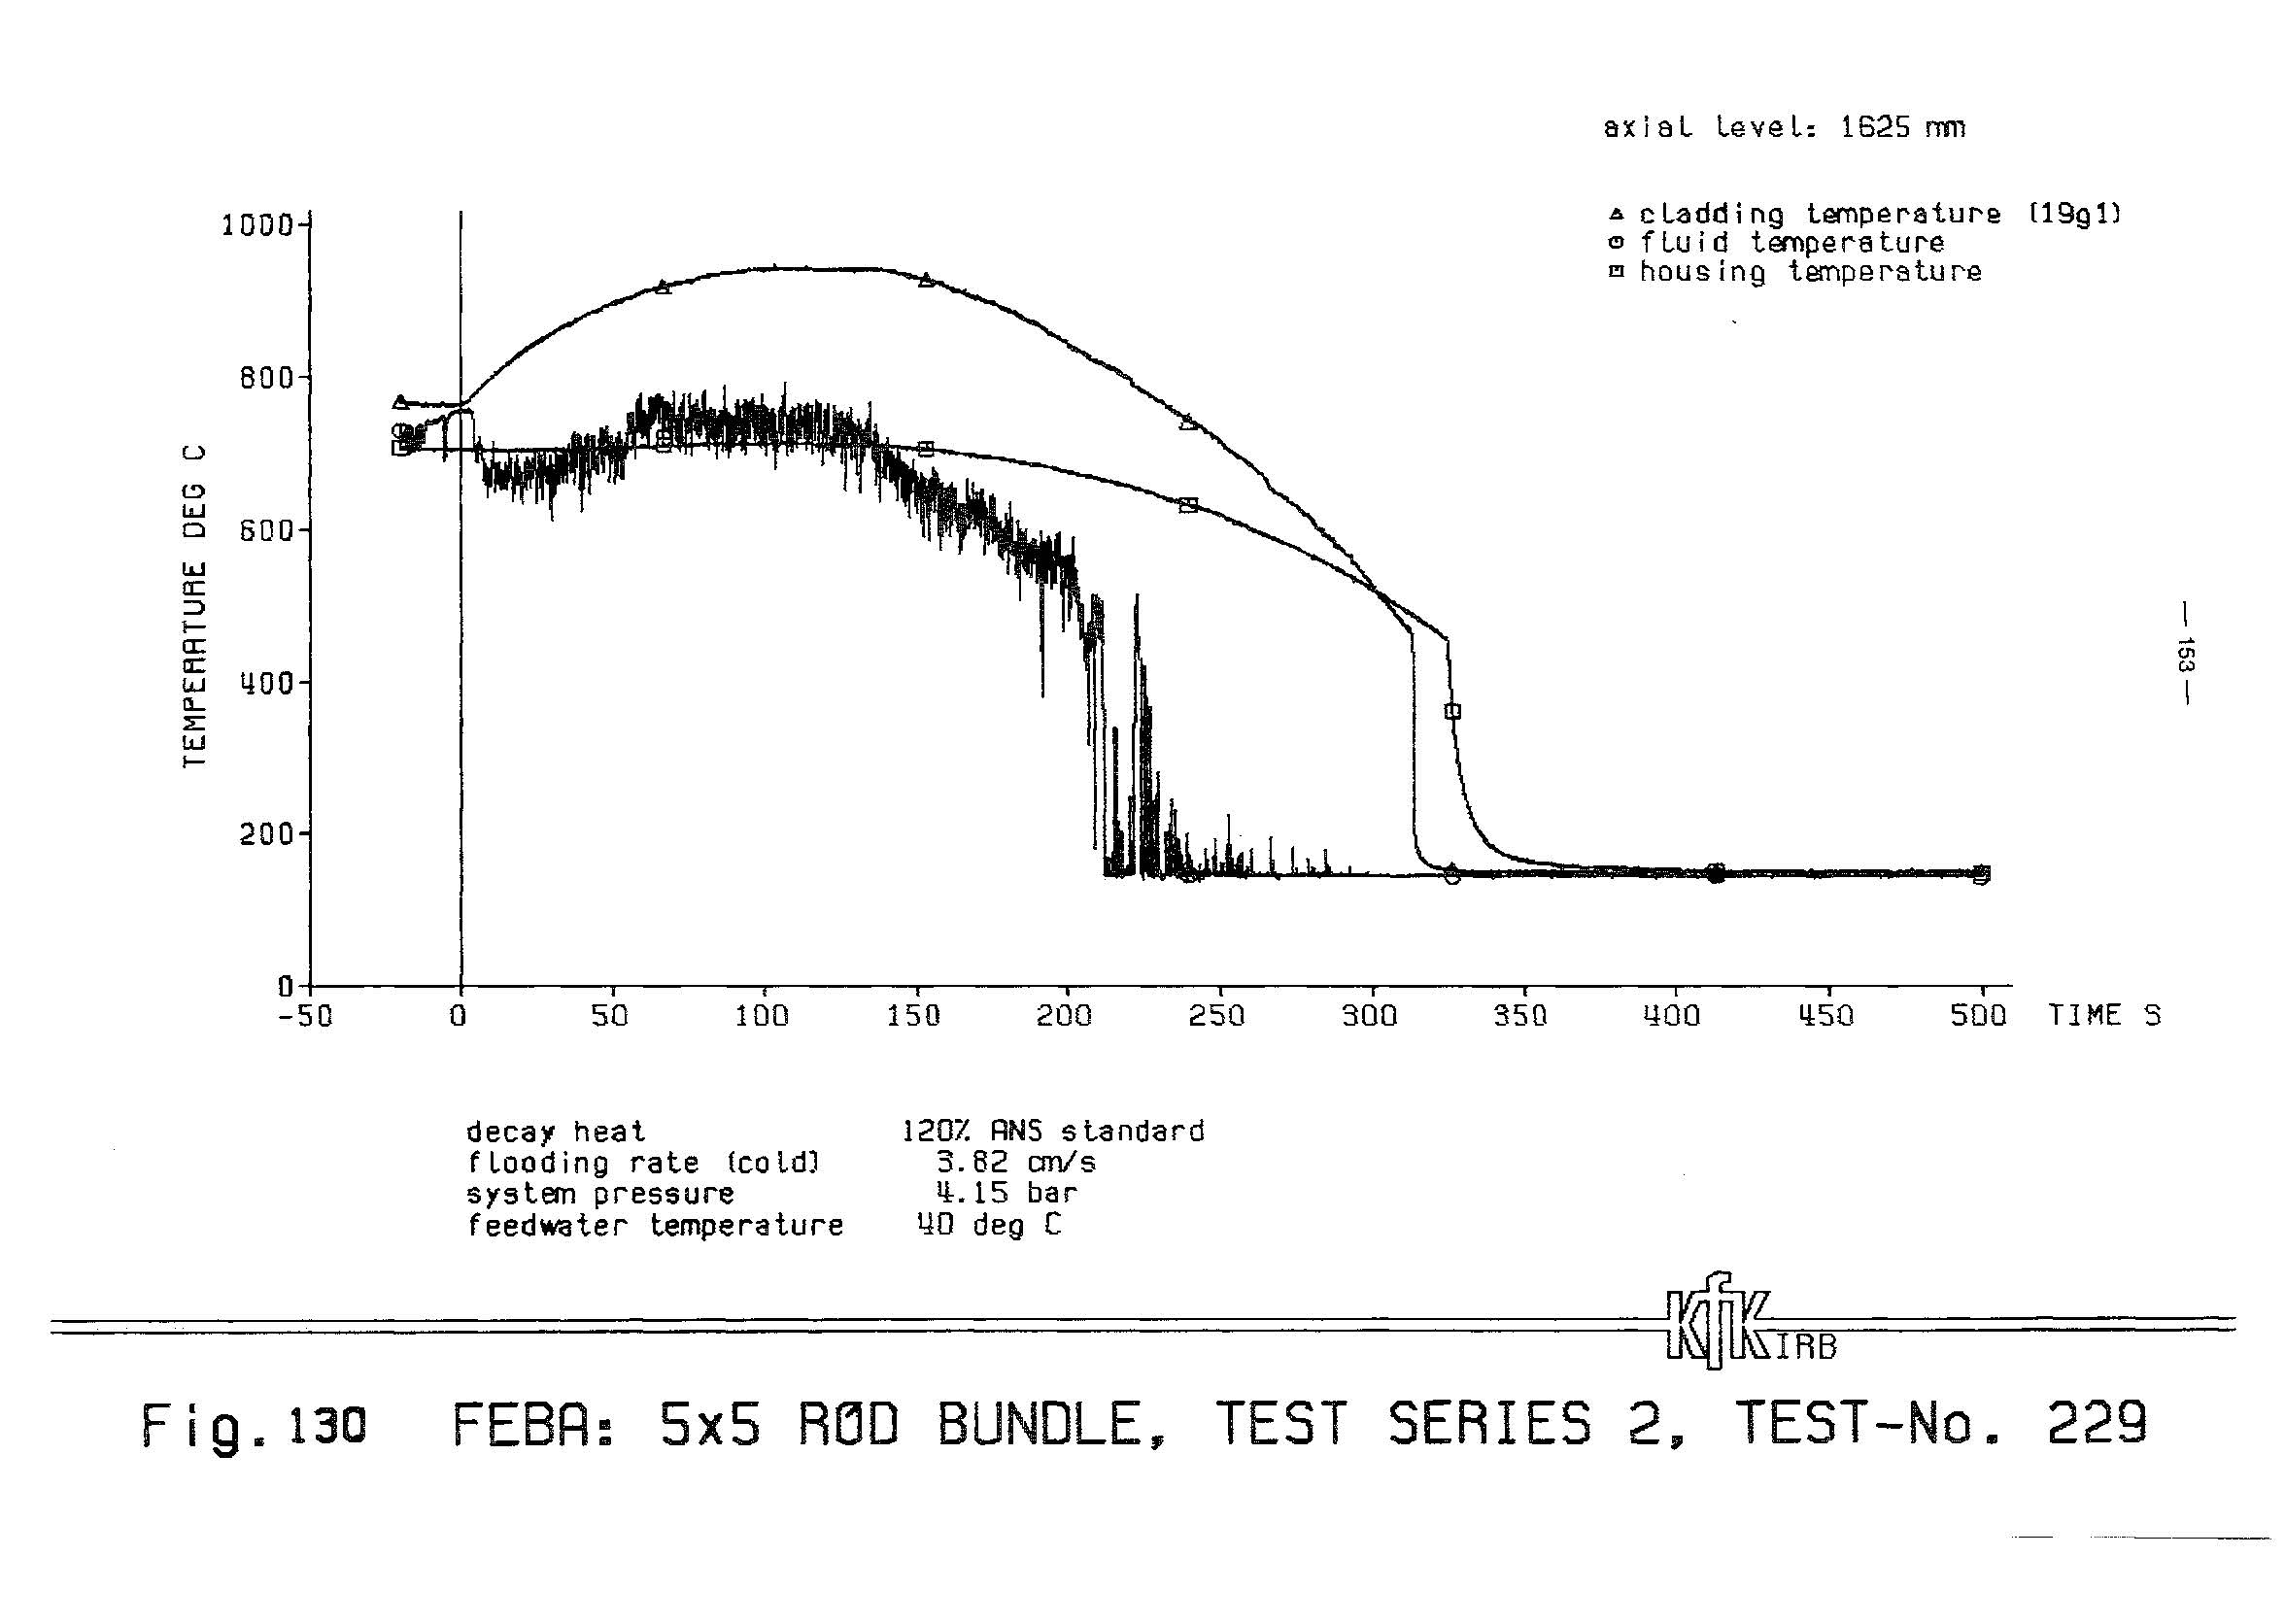 axial level: 1625 mm
cladding temperature (19g1)
fluid temperature
housing temperature
TEMPERATURE DEG C
1000
800
600
400
200
0
-50 0 50 100 150 200 250 300 350 400 450 500 TIME S
— 153 —
decay heat 120% ANS standard
flooding rate (cold) 3.82 cm/s
system pressure 4.15 bar
feedwater temperature 40 deg C
KfK IRB
Fig. 130 FEBA: 5x5 RØD BUNDLE, TEST SERIES 2, TEST-No. 229